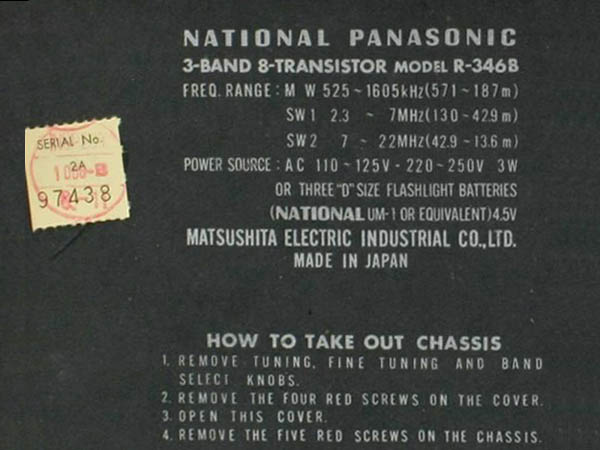 NATIONAL PANASONIC
3-BAND 8-TRANSISTOR MODEL R-346B
FREQ. RANGE : M W 525 ~ 1605kHz(571 ~ 187m)
SW 1 2.3 ~ 7MHz(130 ~ 42.9m)
SW 2 7 ~ 22MHz(42.9 ~ 13.6m)
POWER SOURCE : AC 110 ~ 125V - 220 ~ 250V 3W
OR THREE "D" SIZE FLASHLIGHT BATTERIES
(NATIONAL UM-1 OR EQUIVALENT)4.5V
MATSUSHITA ELECTRIC INDUSTRIAL CO.,LTD.
MADE IN JAPAN
SERIAL No.
2A
97438
HOW TO TAKE OUT CHASSIS
1. REMOVE TUNING, FINE TUNING AND BAND
SELECT KNOBS.
2. REMOVE THE FOUR RED SCREWS ON THE COVER.
3. OPEN THIS COVER.
4. REMOVE THE FIVE RED SCREWS ON THE CHASSIS.